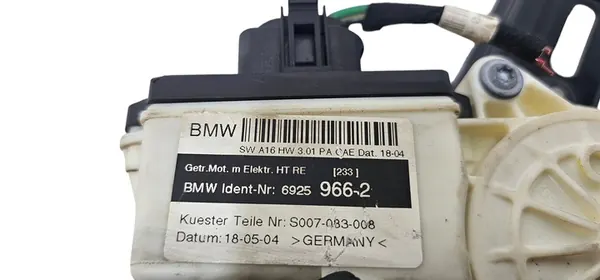 BMW
SW A16 HW 3.01 PA CAE Dat. 18-04
Getr.Mot. m Elektr. HT RE [233]
BMW Ident-Nr: 6925 966-2
Kuester Teile Nr: S007-083-008
Datum: 18-05-04 >GERMANY<